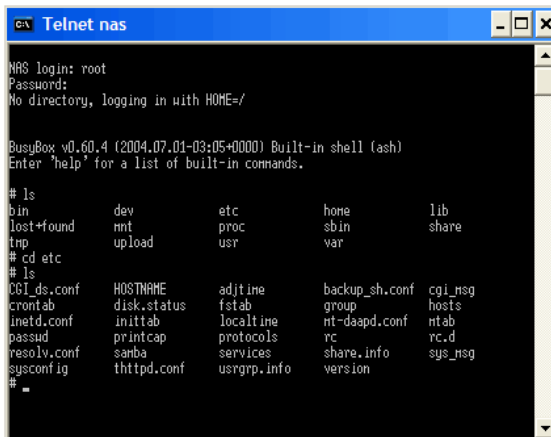 Telnet nas
NAS login: root
Password:
No directory, logging in with HOME=/
BusyBox v0.60.4 (2004.07.01-03:05+0000) Built-in shell (ash)
Enter 'help' for a list of built-in commands.
# ls
bin dev etc home lib
lost+found mnt proc sbin share
tmp upload usr var
# cd etc
# ls
CGI_ds.conf HOSTNAME adjtime backup_sh.conf cgi_msg
crontab disk.status fstab group hosts
inetd.conf inittab localtime mt-daapd.conf mtab
passwd printcap protocols rc rc.d
resolv.conf samba services share.info sys_msg
sysconfig thttpd.conf usrgrp.info version
# _